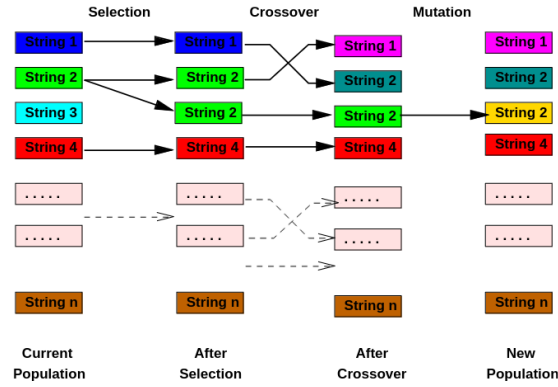 Selection Crossover Mutation
String 1 String 1 String 1 String 1
String 2 String 2 String 2 String 2
String 3 String 2 String 2 String 2
String 4 String 4 String 4 String 4
. . . . . . . . . . . . . . . . . . . .
. . . . . . . . . . . . . . . . . . . .
String n String n String n String n
Current After After New
Population Selection Crossover Population